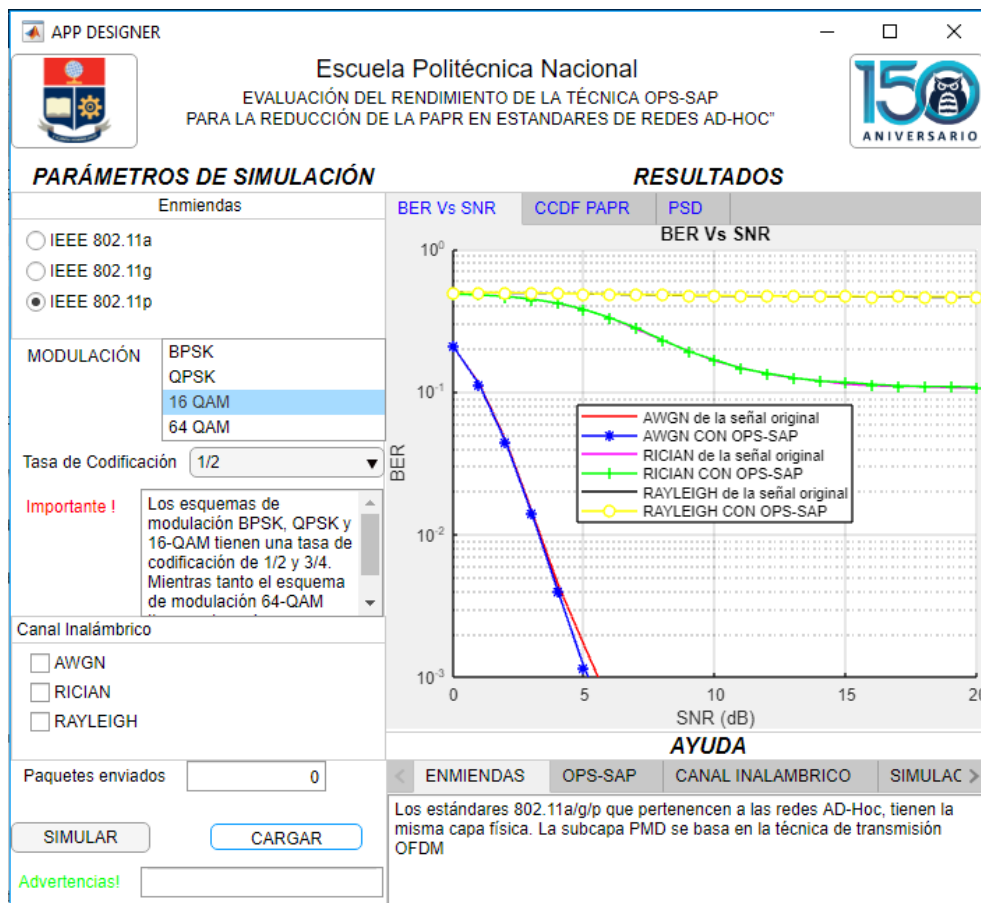 APP DESIGNER
Escuela Politécnica Nacional
EVALUACIÓN DEL RENDIMIENTO DE LA TÉCNICA OPS-SAP
PARA LA REDUCCIÓN DE LA PAPR EN ESTANDARES DE REDES AD-HOC"
150
ANIVERSARIO
PARÁMETROS DE SIMULACIÓN
Enmiendas
IEEE 802.11a
IEEE 802.11g
IEEE 802.11p
MODULACIÓN
BPSK
QPSK
16 QAM
64 QAM
Tasa de Codificación
1/2
Importante !
Los esquemas de
modulación BPSK, QPSK y
16-QAM tienen una tasa de
codificación de 1/2 y 3/4.
Mientras tanto el esquema
de modulación 64-QAM
Canal Inalámbrico
AWGN
RICIAN
RAYLEIGH
Paquetes enviados
0
SIMULAR
CARGAR
Advertencias!
RESULTADOS
BER Vs SNR
CCDF PAPR
PSD
BER Vs SNR
10^0
10^-1
10^-2
10^-3
BER
AWGN de la señal original
AWGN CON OPS-SAP
RICIAN de la señal original
RICIAN CON OPS-SAP
RAYLEIGH de la señal original
RAYLEIGH CON OPS-SAP
0 5 10 15 20
SNR (dB)
AYUDA
ENMIENDAS
OPS-SAP
CANAL INALAMBRICO
SIMULAC
Los estándares 802.11a/g/p que pertenencen a las redes AD-Hoc, tienen la
misma capa física. La subcapa PMD se basa en la técnica de transmisión
OFDM